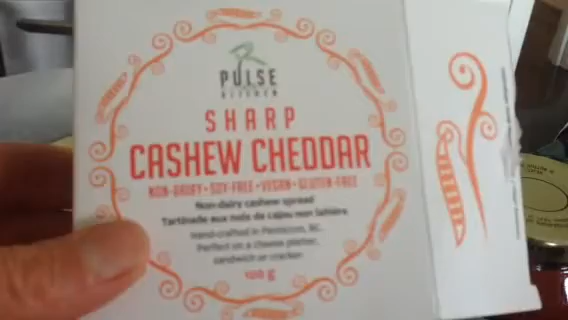 PULSE
KITCHEN
SHARP
CASHEW CHEDDAR
NON-DAIRY • SOY-FREE • VEGAN • GLUTEN-FREE
Non-dairy cashew spread
Tartinade aux noix de cajou non laitière
Hand-crafted in Penticton, BC.
Perfect on a cheese platter,
sandwich or cracker
120 g